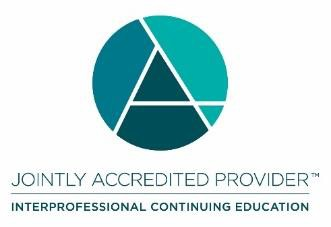 JOINTLY ACCREDITED PROVIDER™
INTERPROFESSIONAL CONTINUING EDUCATION